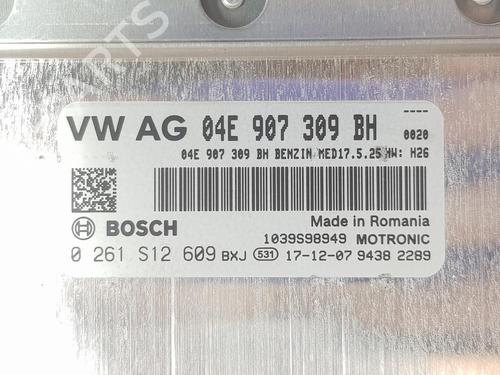 VW AG 04E 907 309 BH ----
0020
04E 907 309 BH BENZIN MED17.5.25 HW: H26
BOSCH
Made in Romania
1039S98949 MOTRONIC
0 261 S12 609 BXJ 531 17-12-07 9438 2289